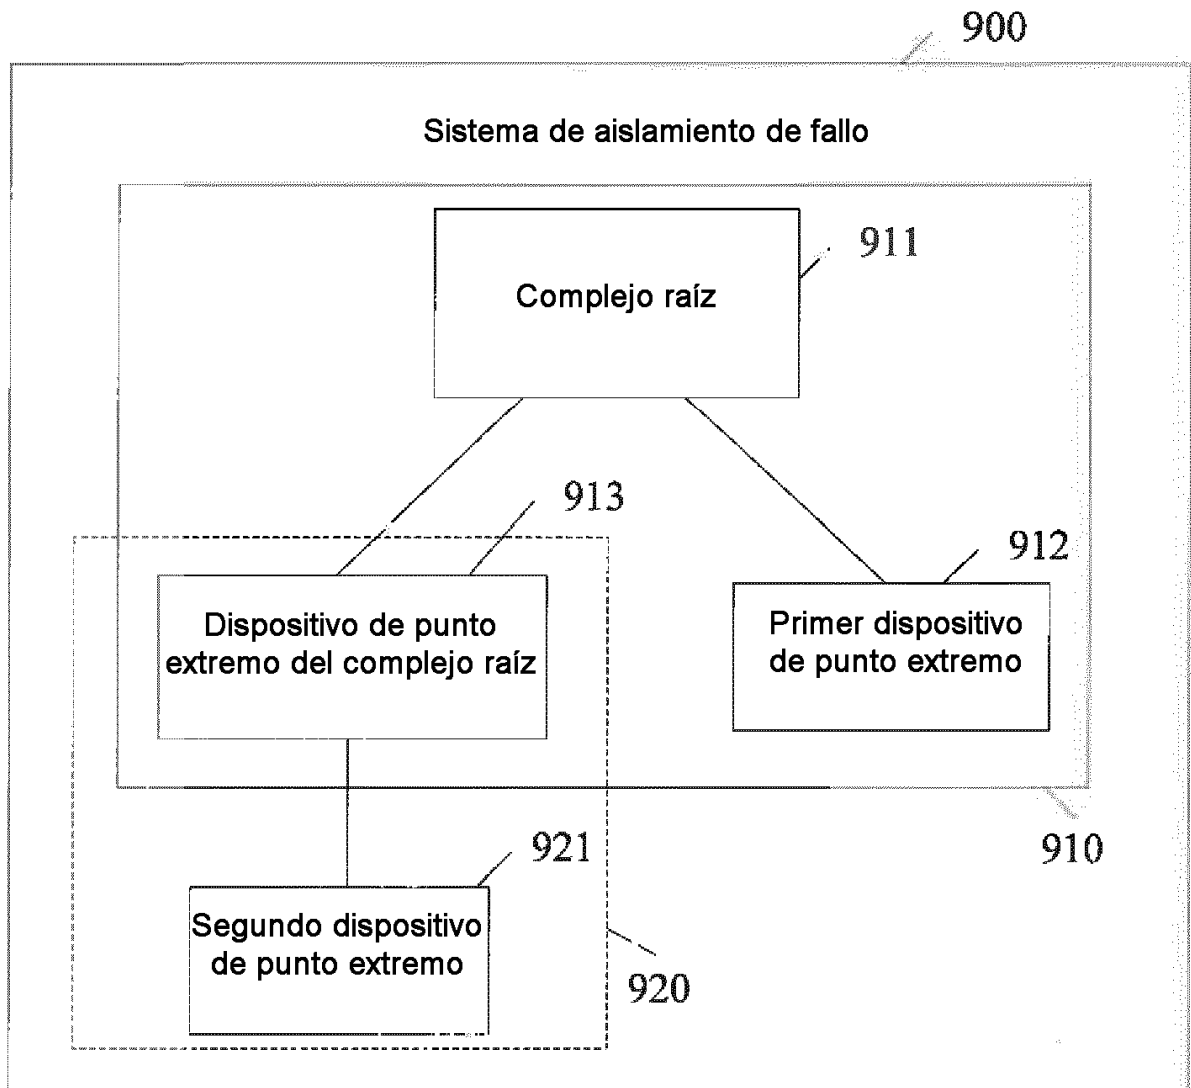 900
Sistema de aislamiento de fallo
911
Complejo raíz
913
912
Dispositivo de punto
extremo del complejo raíz
Primer dispositivo
de punto extremo
910
921
Segundo dispositivo
de punto extremo
920